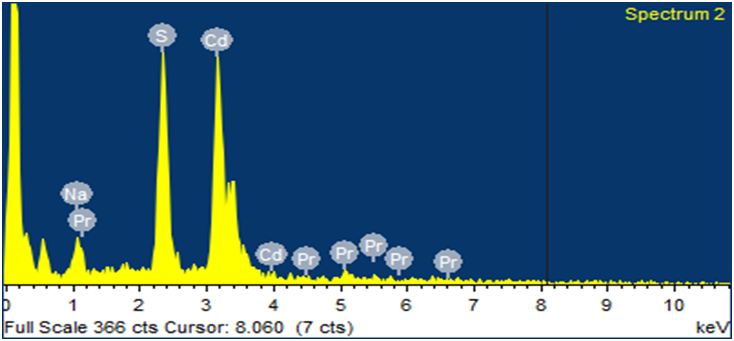 Spectrum 2
S
Cd
Na
Pr
Cd
Pr
Pr
Pr
Pr
Pr
0 1 2 3 4 5 6 7 8 9 10
Full Scale 366 cts Cursor: 8.060 (7 cts) keV